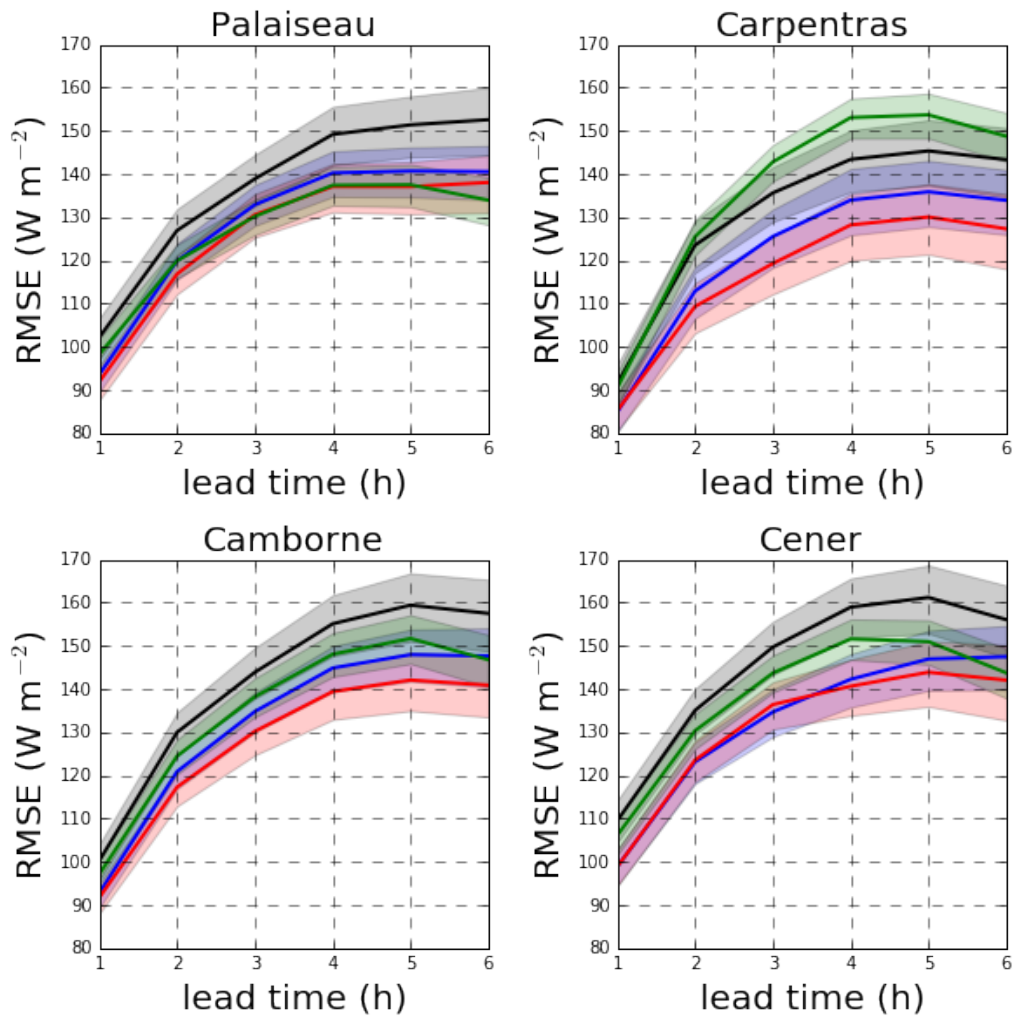 Palaiseau
170
160
150
140
130
120
110
100
90
80
RMSE (W m⁻²)
1 2 3 4 5 6
lead time (h)
Carpentras
170
160
150
140
130
120
110
100
90
80
RMSE (W m⁻²)
1 2 3 4 5 6
lead time (h)
Camborne
170
160
150
140
130
120
110
100
90
80
RMSE (W m⁻²)
1 2 3 4 5 6
lead time (h)
Cener
170
160
150
140
130
120
110
100
90
80
RMSE (W m⁻²)
1 2 3 4 5 6
lead time (h)